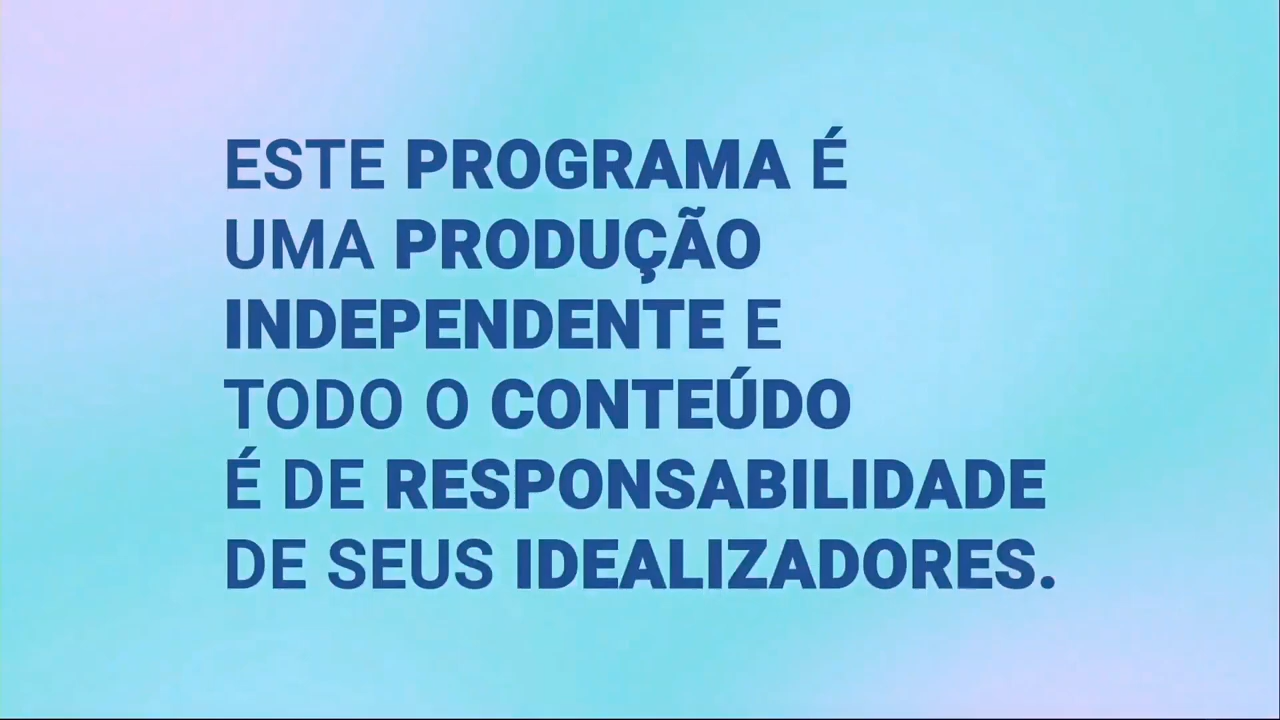 ESTE PROGRAMA É
UMA PRODUÇÃO
INDEPENDENTE E
TODO O CONTEÚDO
É DE RESPONSABILIDADE
DE SEUS IDEALIZADORES.